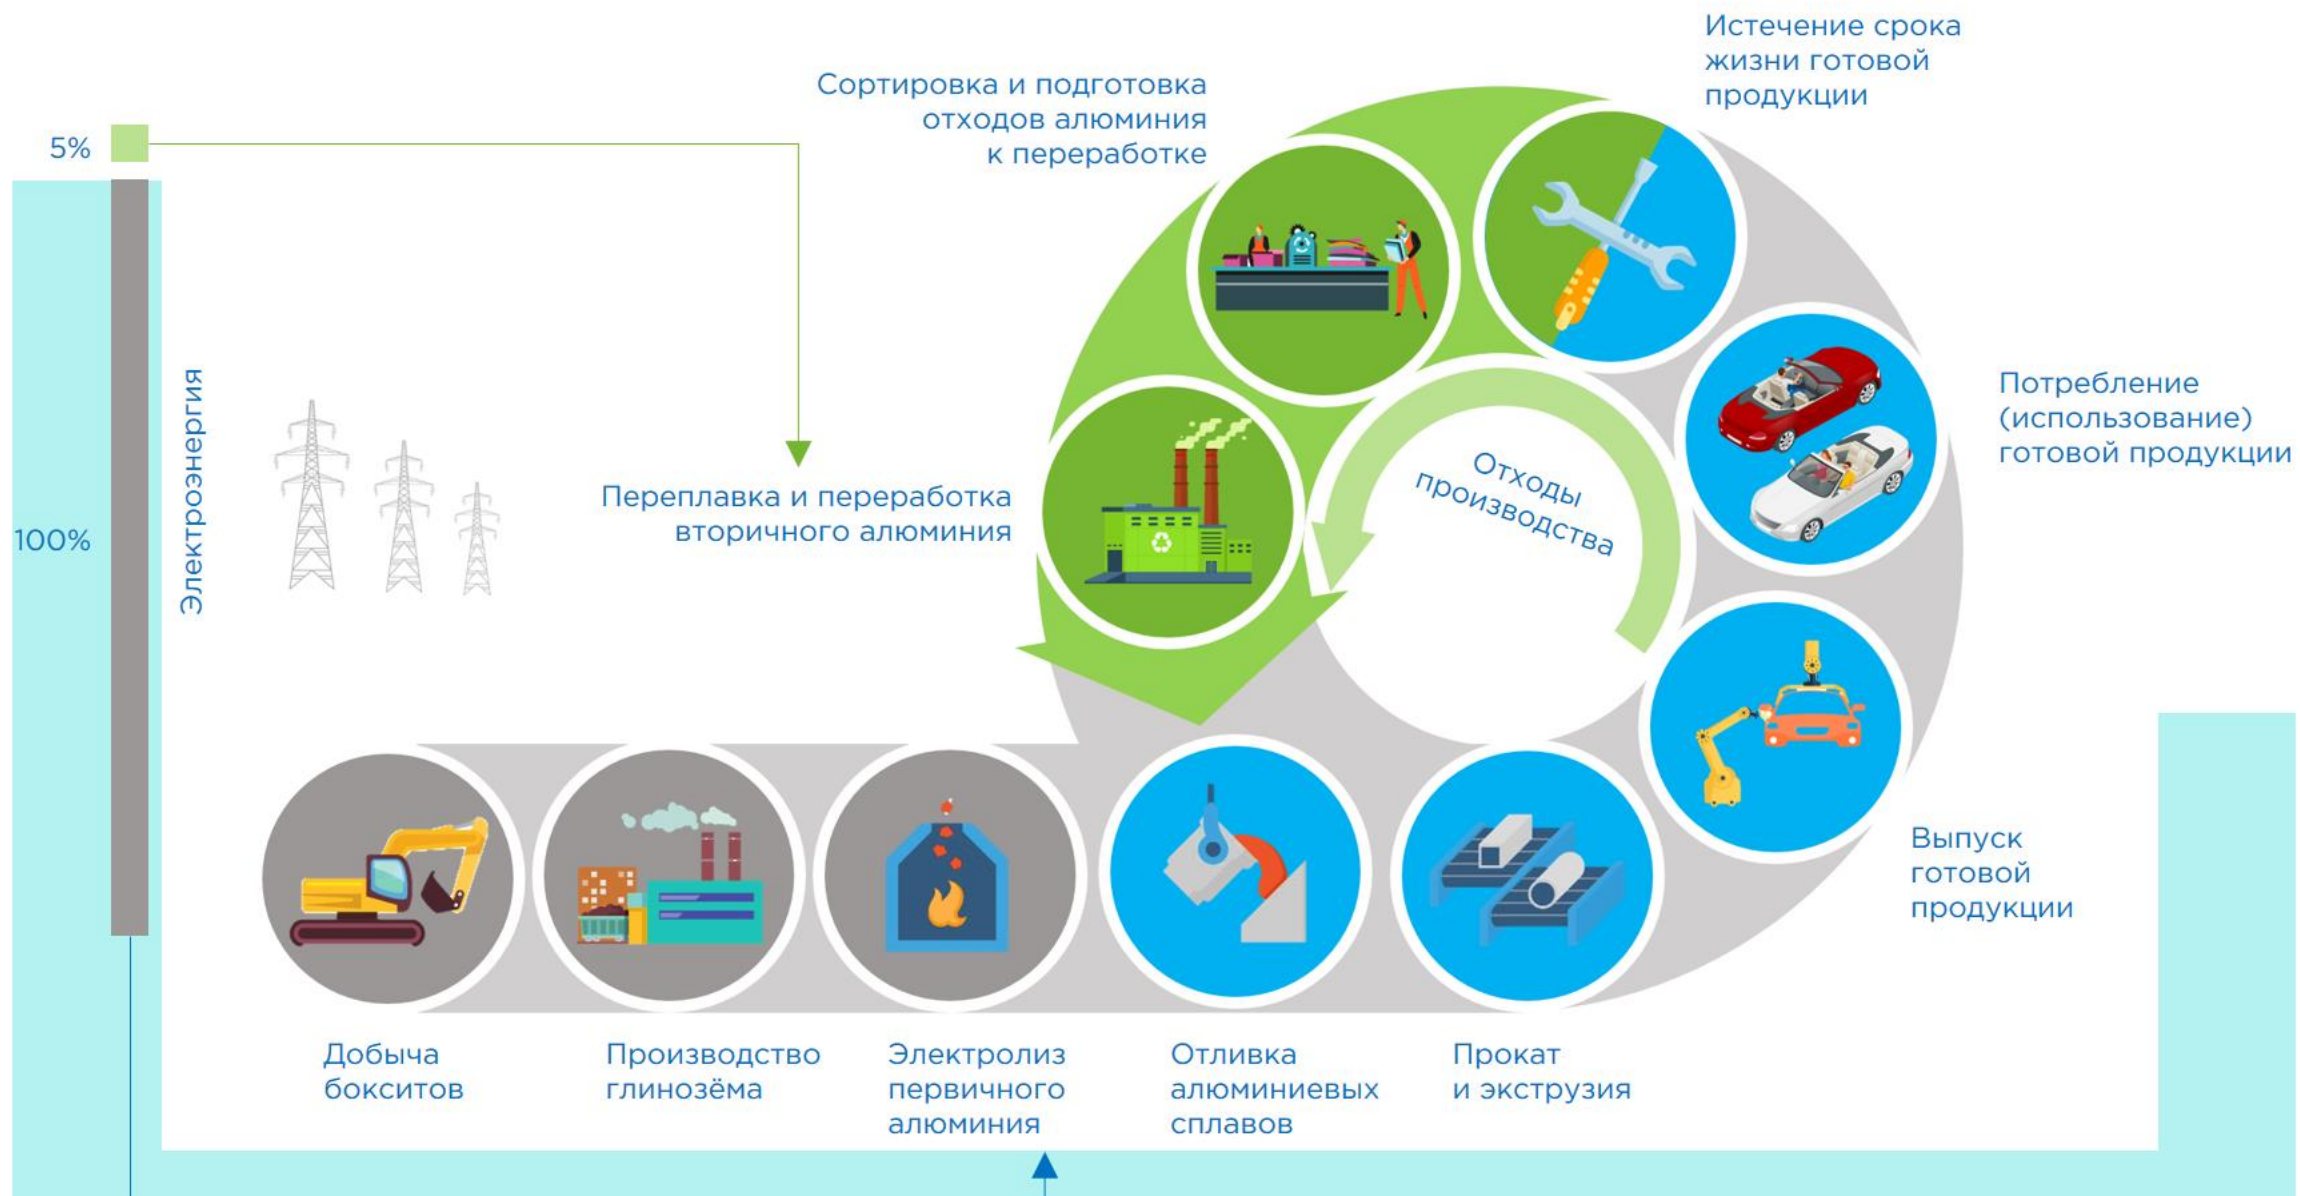 Истечение срока
жизни готовой
продукции
Сортировка и подготовка
отходов алюминия
к переработке
5%
Потребление
(использование)
готовой продукции
Электроэнергия
Отходы
производства
Переплавка и переработка
вторичного алюминия
100%
Выпуск
готовой
продукции
Добыча
бокситов
Производство
глинозёма
Электролиз
первичного
алюминия
Отливка
алюминиевых
сплавов
Прокат
и экструзия